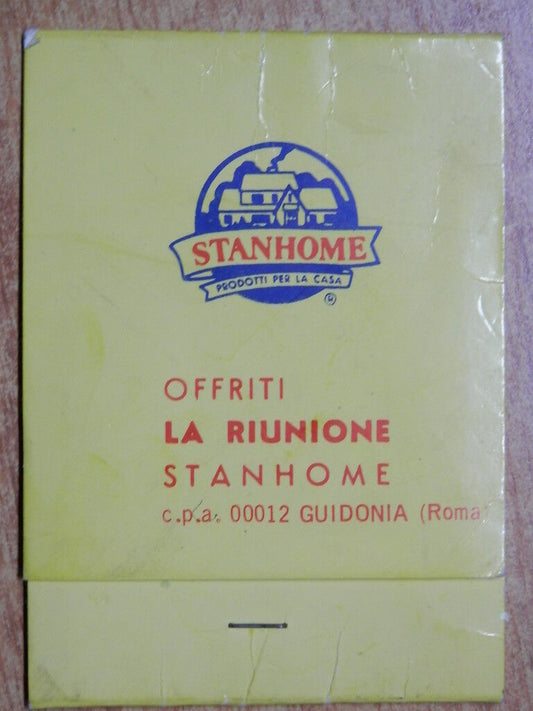 STANHOME
PRODOTTI PER LA CASA
®
OFFRITI
LA RIUNIONE
STANHOME
c.p.a. 00012 GUIDONIA (Roma)